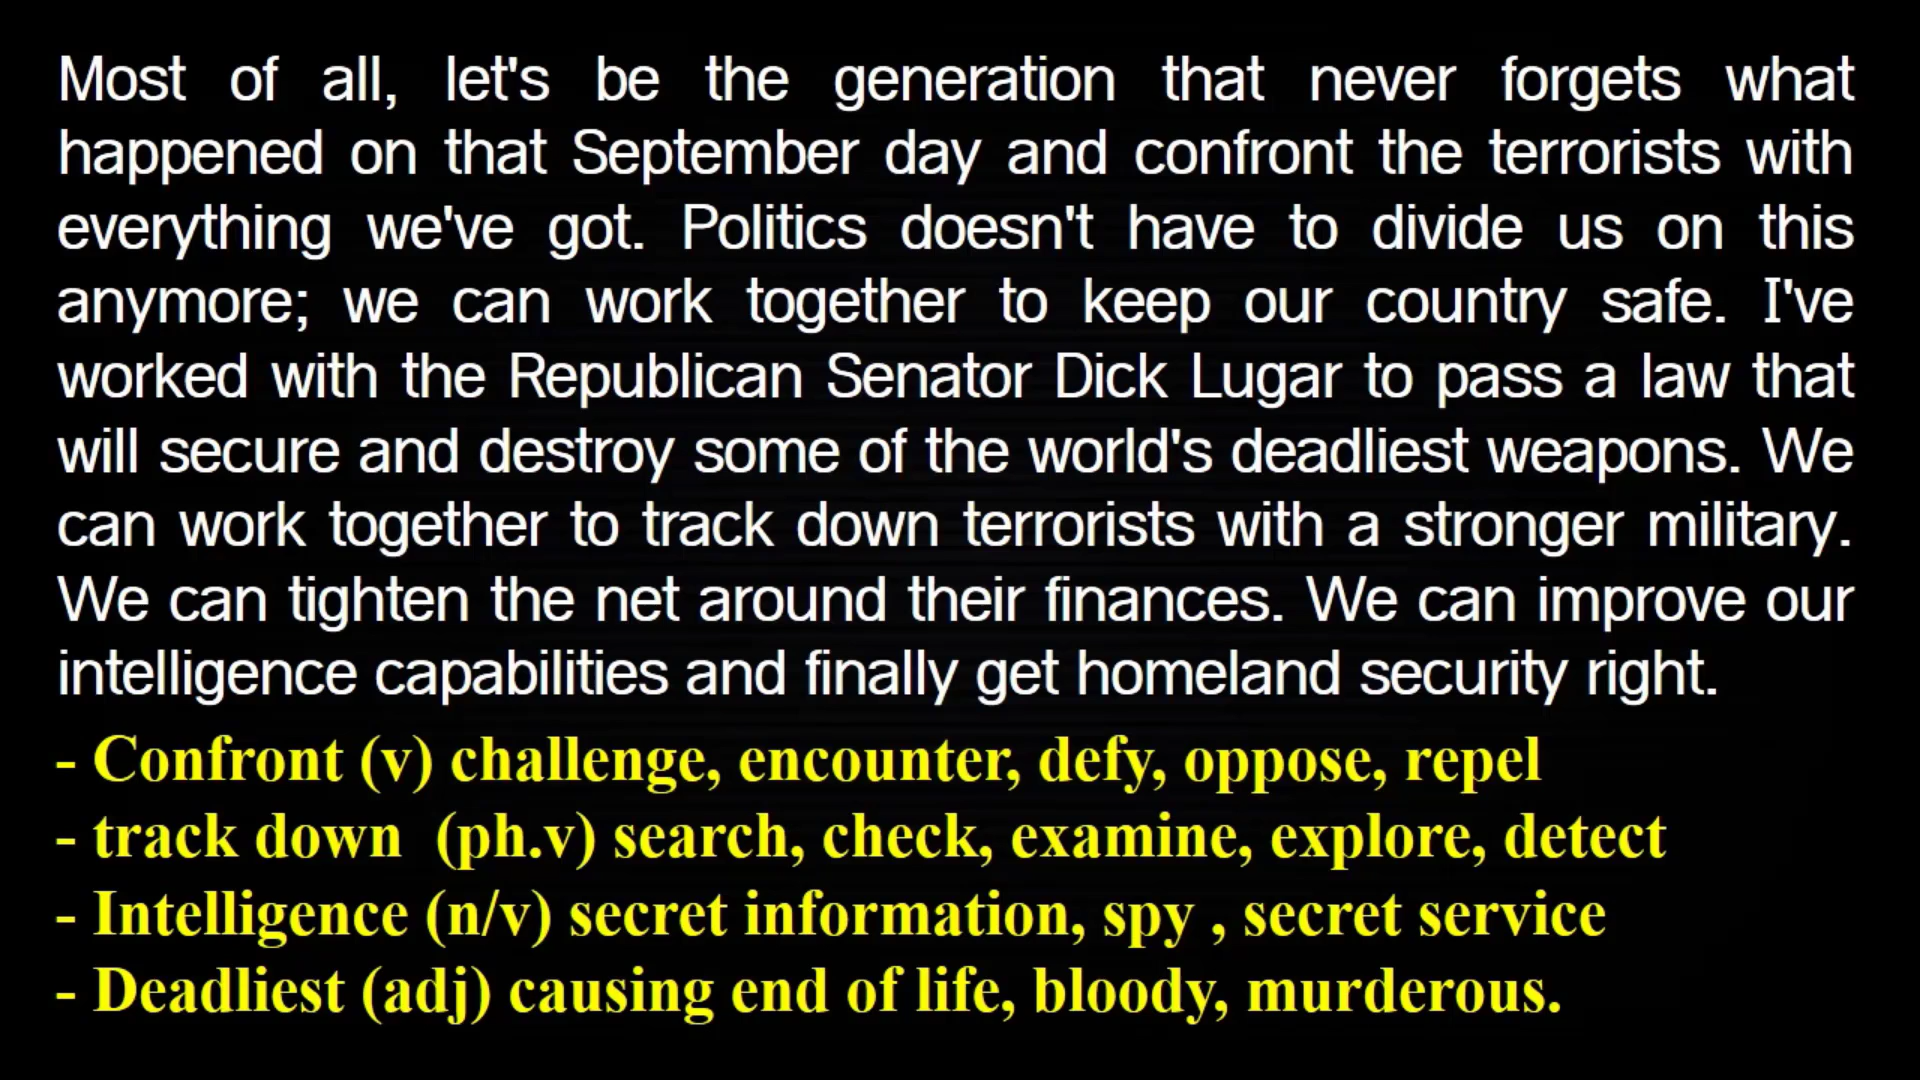 Most of all, let's be the generation that never forgets what
happened on that September day and confront the terrorists with
everything we've got. Politics doesn't have to divide us on this
anymore; we can work together to keep our country safe. I've
worked with the Republican Senator Dick Lugar to pass a law that
will secure and destroy some of the world's deadliest weapons. We
can work together to track down terrorists with a stronger military.
We can tighten the net around their finances. We can improve our
intelligence capabilities and finally get homeland security right.
- Confront (v) challenge, encounter, defy, oppose, repel
- track down (ph.v) search, check, examine, explore, detect
- Intelligence (n/v) secret information, spy , secret service
- Deadliest (adj) causing end of life, bloody, murderous.